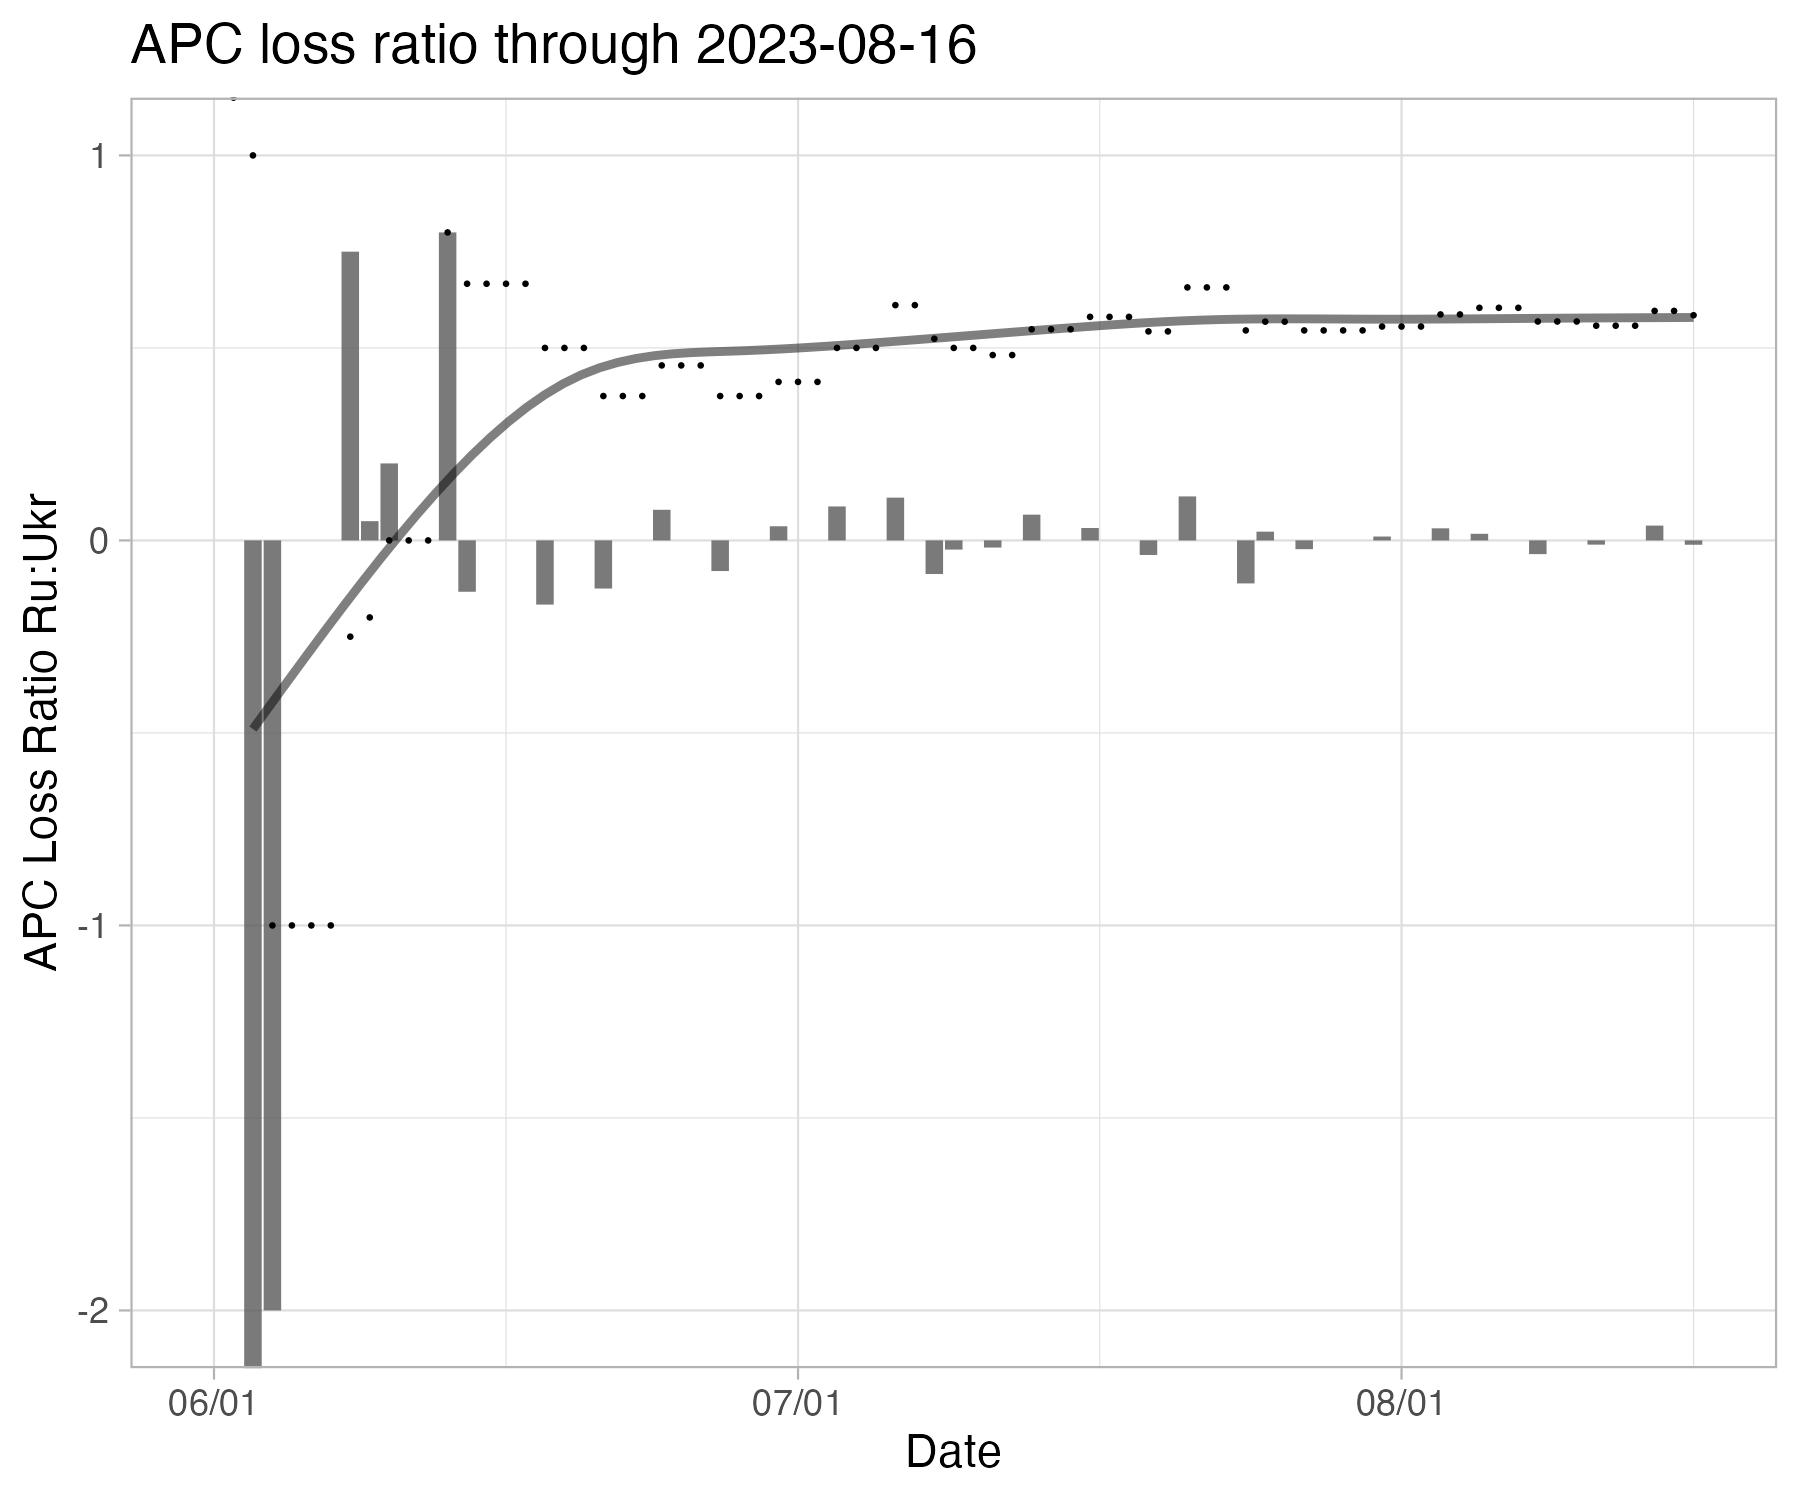 APC loss ratio through 2023-08-16
APC Loss Ratio Ru:Ukr
1
0
-1
-2
06/01
07/01
08/01
Date